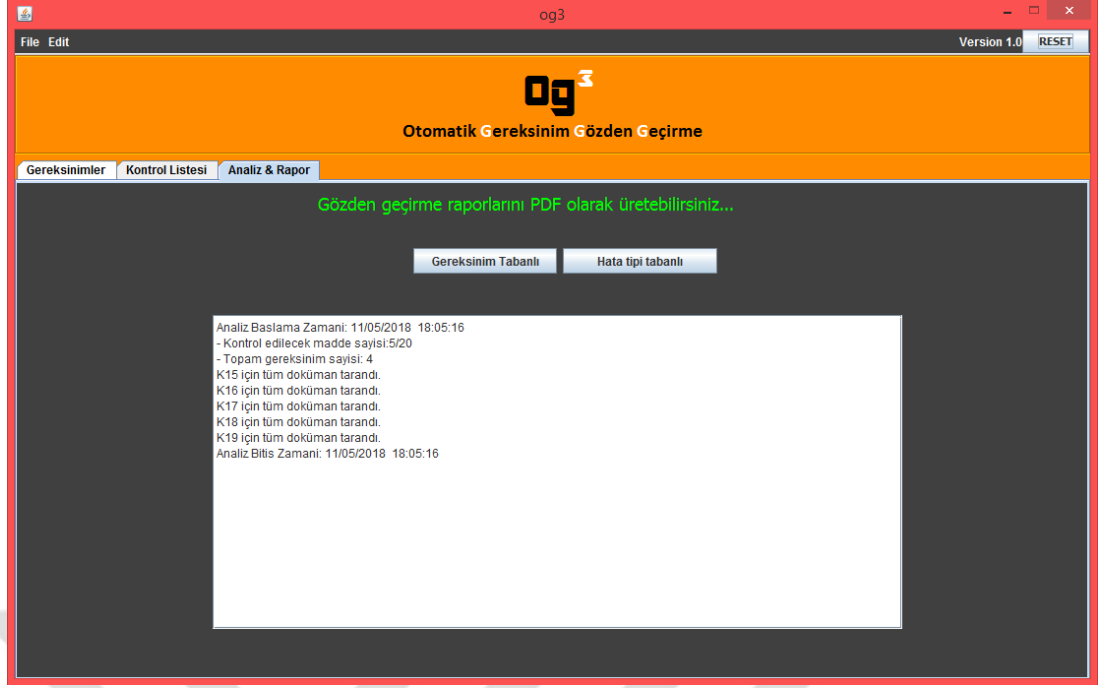 og3
File Edit Version 1.0 RESET
Og3
Otomatik Gereksinim Gözden Geçirme
Gereksinimler Kontrol Listesi Analiz & Rapor
Gözden geçirme raporlarını PDF olarak üretebilirsiniz...
Gereksinim Tabanlı Hata tipi tabanlı
Analiz Baslama Zamani: 11/05/2018 18:05:16
- Kontrol edilecek madde sayisi:5/20
- Topam gereksinim sayisi: 4
K15 için tüm doküman tarandı.
K16 için tüm doküman tarandı.
K17 için tüm doküman tarandı.
K18 için tüm doküman tarandı.
K19 için tüm doküman tarandı.
Analiz Bitis Zamani: 11/05/2018 18:05:16